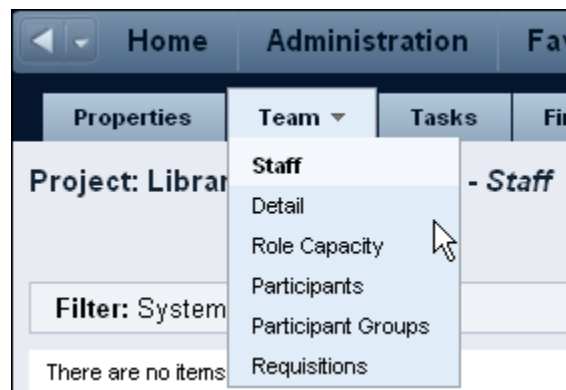 Home Administration
Properties Team Tasks
Project: - Staff
Staff
Detail
Role Capacity
Participants
Participant Groups
Requisitions
Filter: System
There are no items